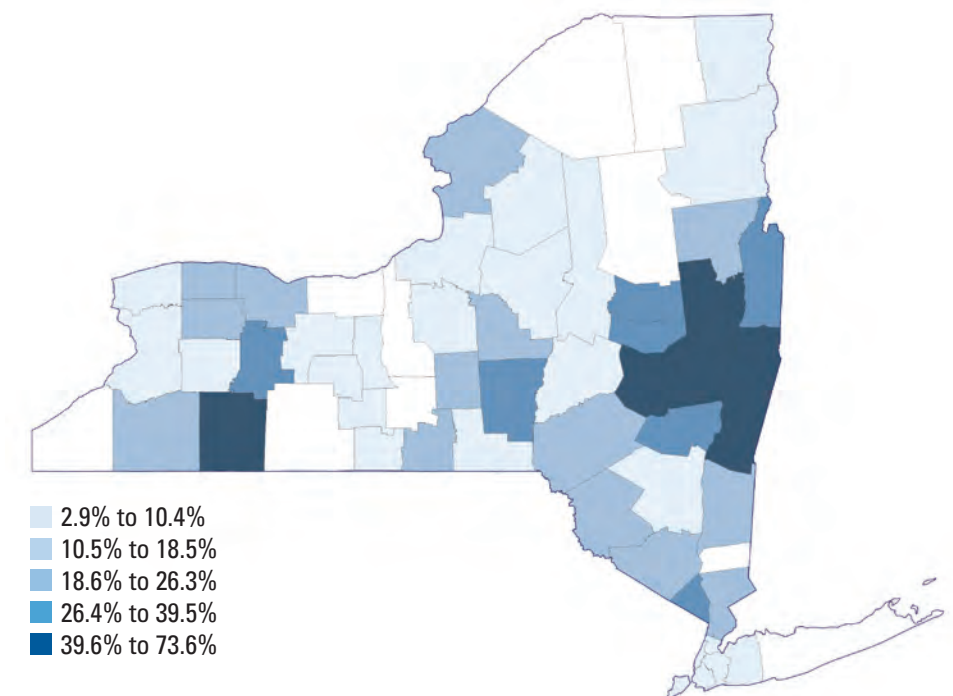 2.9% to 10.4%
10.5% to 18.5%
18.6% to 26.3%
26.4% to 39.5%
39.6% to 73.6%